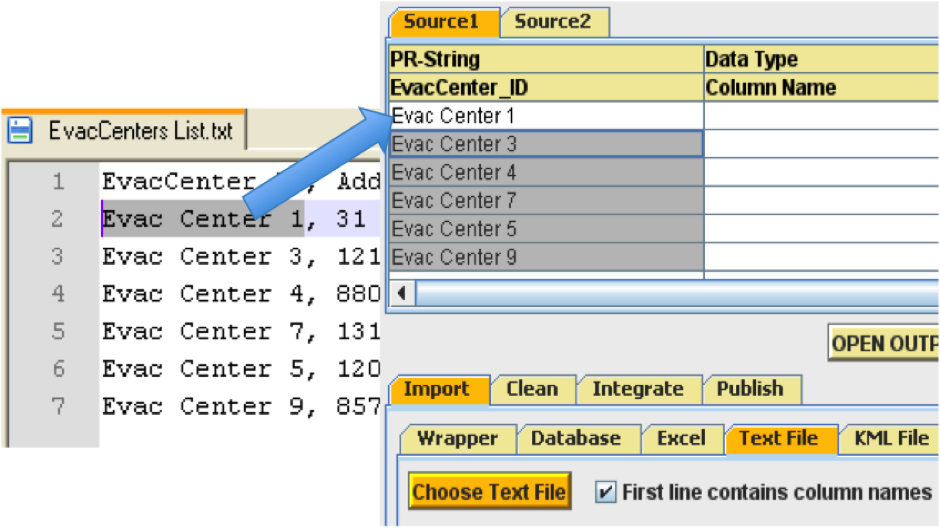 EvacCenters List.txt
1 EvacCenter , Add
2 Evac Center 1, 31
3 Evac Center 3, 121
4 Evac Center 4, 880
5 Evac Center 7, 131
6 Evac Center 5, 120
7 Evac Center 9, 857
Source1 Source2
PR-String Data Type
EvacCenter_ID Column Name
Evac Center 1
Evac Center 3
Evac Center 4
Evac Center 7
Evac Center 5
Evac Center 9
OPEN OUTP
Import Clean Integrate Publish
Wrapper Database Excel Text File KML File
Choose Text File First line contains column names